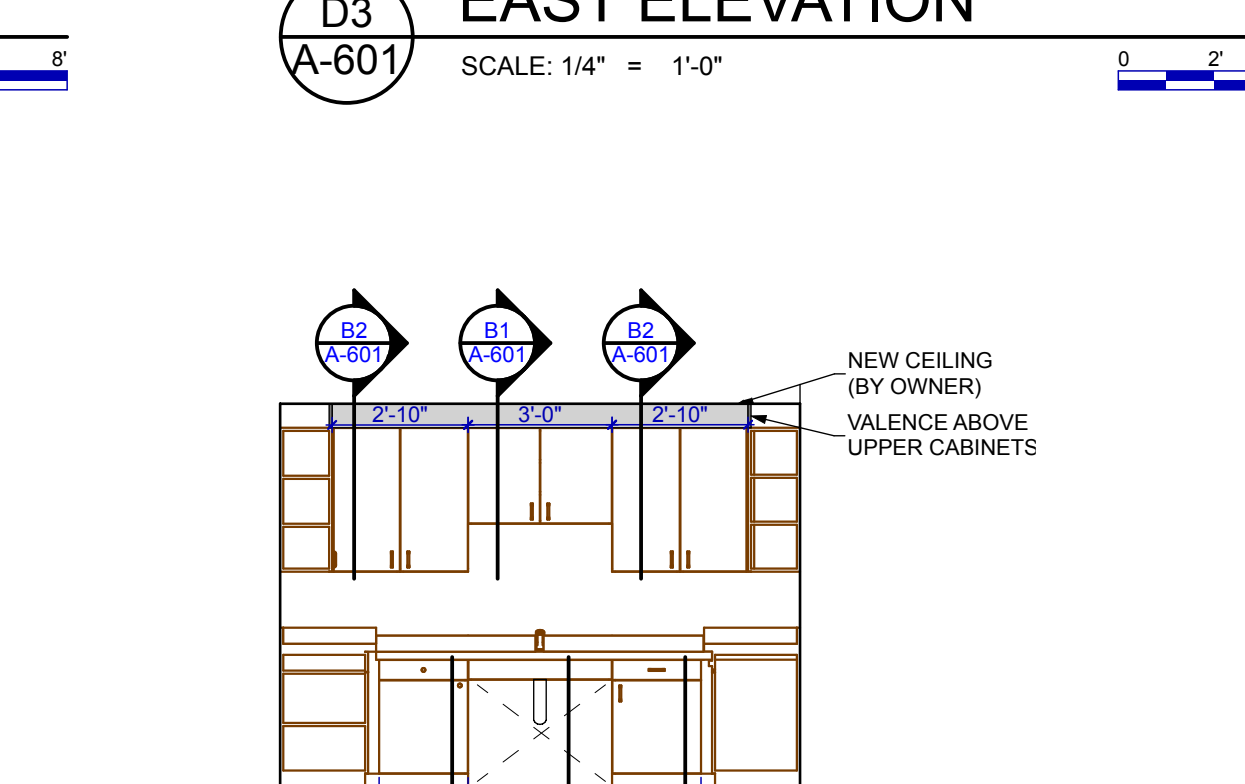 D3
EAST ELEVATION
A-601
SCALE: 1/4" = 1'-0"
8'
0 2'
B2
A-601
B1
A-601
B2
A-601
NEW CEILING
(BY OWNER)
VALENCE ABOVE
UPPER CABINETS
2'-10" 3'-0" 2'-10"